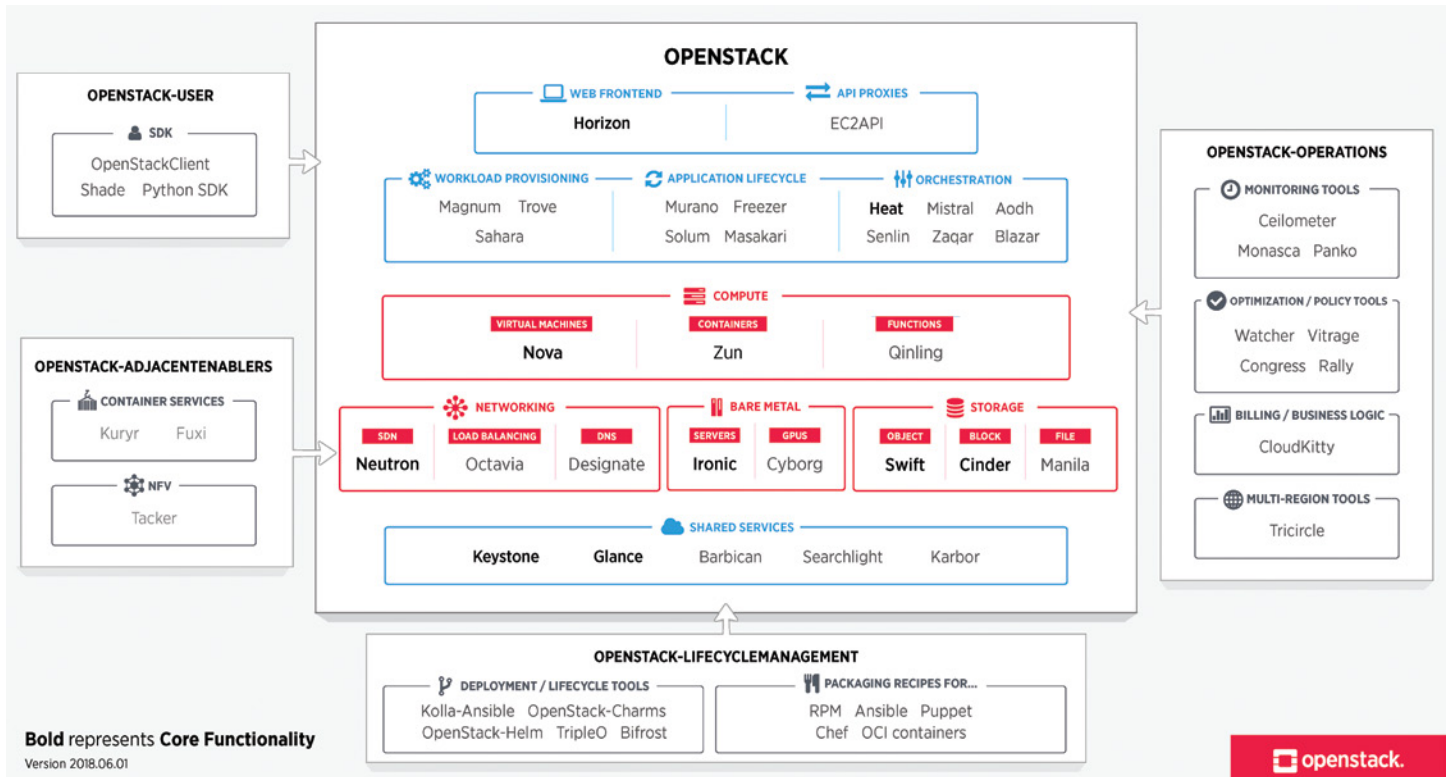 OPENSTACK
WEB FRONTEND
Horizon
API PROXIES
EC2API
WORKLOAD PROVISIONING
Magnum Trove
Sahara
APPLICATION LIFECYCLE
Murano Freezer
Solum Masakari
ORCHESTRATION
Heat Mistral Aodh
Senlin Zaqar Blazar
COMPUTE
VIRTUAL MACHINES
Nova
CONTAINERS
Zun
FUNCTIONS
Qinling
NETWORKING
SDN
Neutron
LOAD BALANCING
Octavia
DNS
Designate
BARE METAL
SERVERS
Ironic
GPUS
Cyborg
STORAGE
OBJECT
Swift
BLOCK
Cinder
FILE
Manila
SHARED SERVICES
Keystone Glance Barbican Searchlight Karbor
OPENSTACK-USER
SDK
OpenStackClient
Shade Python SDK
OPENSTACK-ADJACENTENABLERS
CONTAINER SERVICES
Kuryr Fuxi
NFV
Tacker
OPENSTACK-OPERATIONS
MONITORING TOOLS
Ceilometer
Monasca Panko
OPTIMIZATION / POLICY TOOLS
Watcher Vitrage
Congress Rally
BILLING / BUSINESS LOGIC
CloudKitty
MULTI-REGION TOOLS
Tricircle
OPENSTACK-LIFECYCLEMANAGEMENT
DEPLOYMENT / LIFECYCLE TOOLS
Kolla-Ansible OpenStack-Charms
OpenStack-Helm TripleO Bifrost
PACKAGING RECIPES FOR...
RPM Ansible Puppet
Chef OCI containers
Bold represents Core Functionality
Version 2018.06.01
openstack.